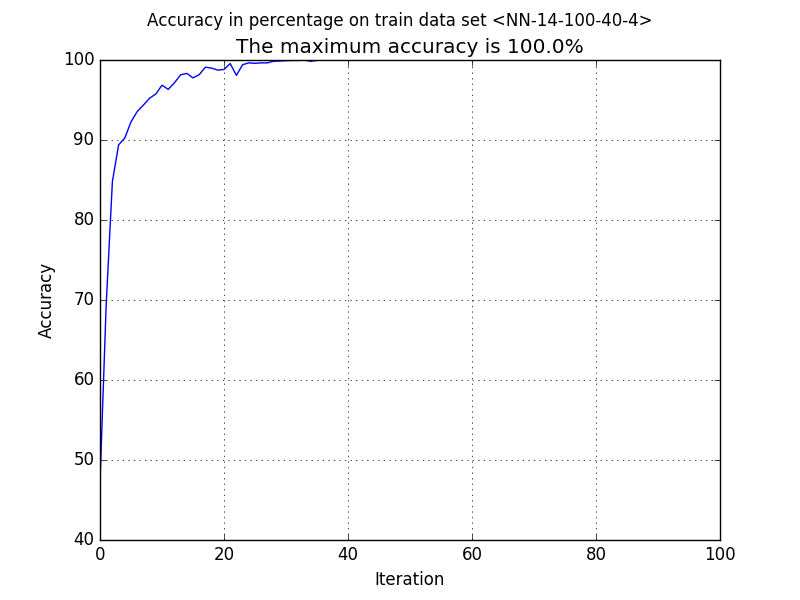 Accuracy in percentage on train data set <NN-14-100-40-4>
The maximum accuracy is 100.0%
100
90
80
70
60
50
40
Accuracy
0 20 40 60 80 100
Iteration